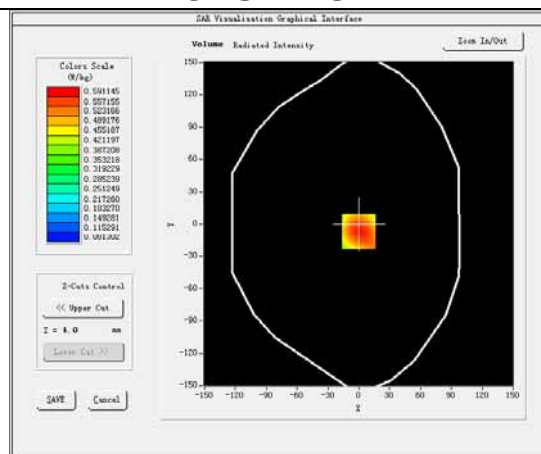 SAR Visualisation Graphical Interface
Volume Radiated Intensity
Zoom In/Out
Colors Scale
(W/kg)
0.591145
0.557155
0.523166
0.489176
0.455187
0.421197
0.387208
0.353218
0.319229
0.285239
0.251249
0.217260
0.183270
0.149281
0.115291
0.081302
Z-Cuts Control
<< Upper Cut
Z = 4.0 mm
Lower Cut >>
SAVE
Cancel
150
120
90
60
30
0
-30
-60
-90
-120
-150
Y
-150 -120 -90 -60 -30 0 30 60 90 120 150
X